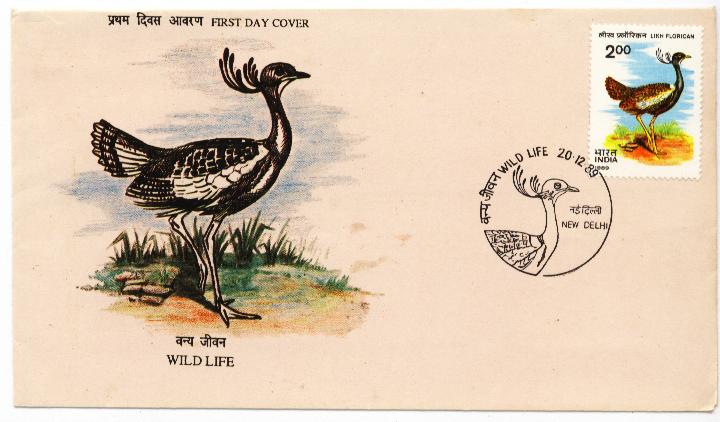 प्रथम दिवस आवरण FIRST DAY COVER
लीख फ्लोरिकन LIKH FLORICAN
2.00
भारत
INDIA
1989
वन्य जीवन WILD LIFE 20.12.89
नई दिल्ली
NEW DELHI
वन्य जीवन
WILD LIFE